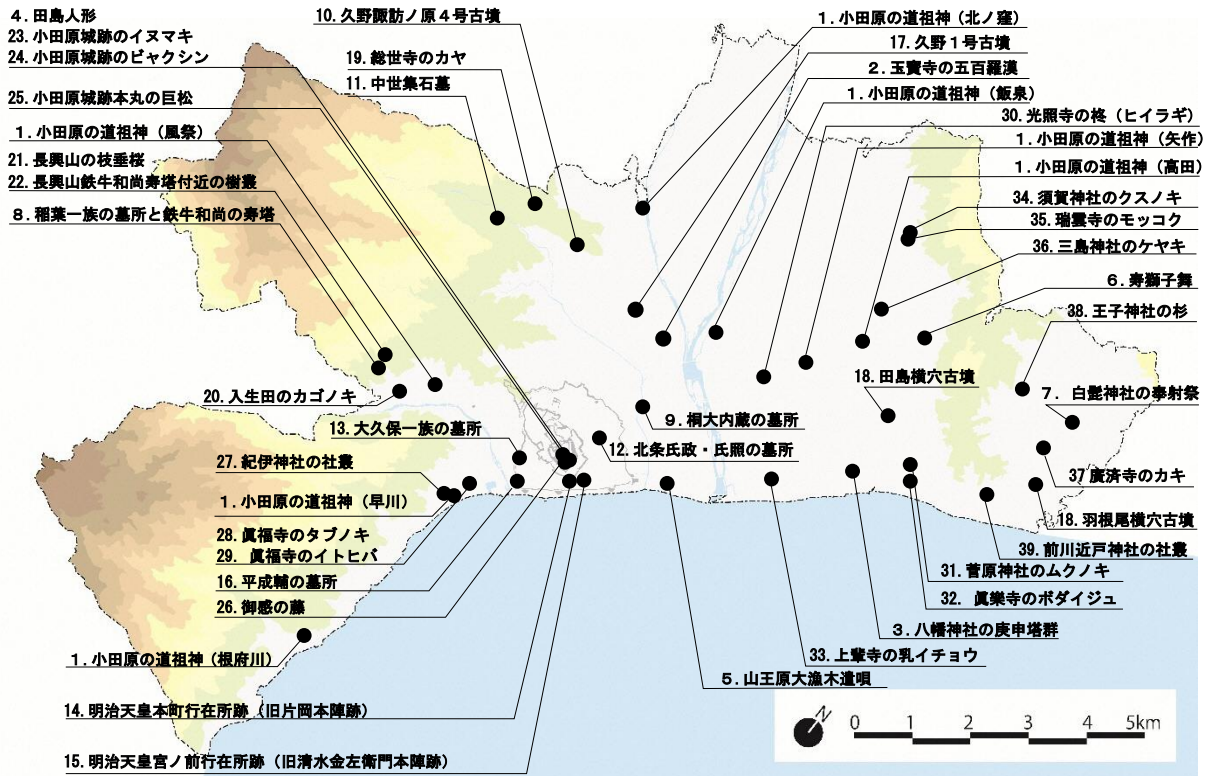 ４. 田島人形
23. 小田原城跡のイヌマキ
24. 小田原城跡のビャクシン
25. 小田原城跡本丸の巨松
１. 小田原の道祖神（風祭）
21. 長興山の枝垂桜
22. 長興山鉄牛和尚寿塔付近の樹叢
８. 稲葉一族の墓所と鉄牛和尚の寿塔
10. 久野諏訪ノ原４号古墳
19. 総世寺のカヤ
11. 中世集石墓
１. 小田原の道祖神（北ノ窪）
17. 久野１号古墳
２. 玉寳寺の五百羅漢
１. 小田原の道祖神（飯泉）
30. 光照寺の柊（ヒイラギ）
１. 小田原の道祖神（矢作）
１. 小田原の道祖神（高田）
34. 須賀神社のクスノキ
35. 瑞雲寺のモッコク
36. 三島神社のケヤキ
６. 寿獅子舞
38. 王子神社の杉
７. 白髭神社の奉射祭
18. 田島横穴古墳
20. 入生田のカゴノキ
13. 大久保一族の墓所
９. 桐大内蔵の墓所
12. 北条氏政・氏照の墓所
27. 紀伊神社の社叢
１. 小田原の道祖神（早川）
28. 眞福寺のタブノキ
29. 眞福寺のイトヒバ
16. 平成輔の墓所
26. 御感の藤
１. 小田原の道祖神（根府川）
14. 明治天皇本町行在所跡（旧片岡本陣跡）
15. 明治天皇宮ノ前行在所跡（旧清水金左衛門本陣跡）
37 廣済寺のカキ
18. 羽根尾横穴古墳
39. 前川近戸神社の社叢
31. 菅原神社のムクノキ
32. 眞樂寺のボダイジュ
３. 八幡神社の庚申塔群
33. 上輩寺の乳イチョウ
５. 山王原大漁木遣唄
N
0 1 2 3 4 5km